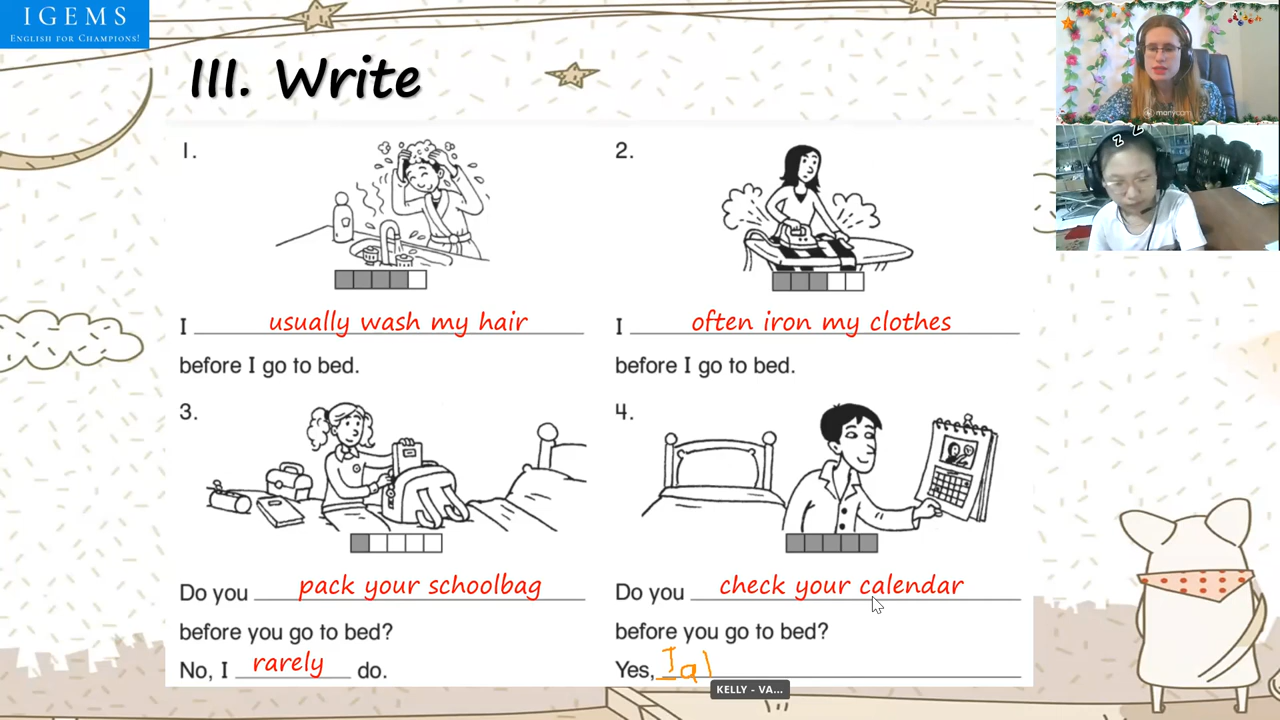 IGEMS
ENGLISH FOR CHAMPIONS!
III. Write
manycam
1.
2.
I usually wash my hair
before I go to bed.
I often iron my clothes
before I go to bed.
3.
4.
Do you pack your schoolbag
before you go to bed?
No, I rarely do.
Do you check your calendar
before you go to bed?
Yes, I al
KELLY - VA...